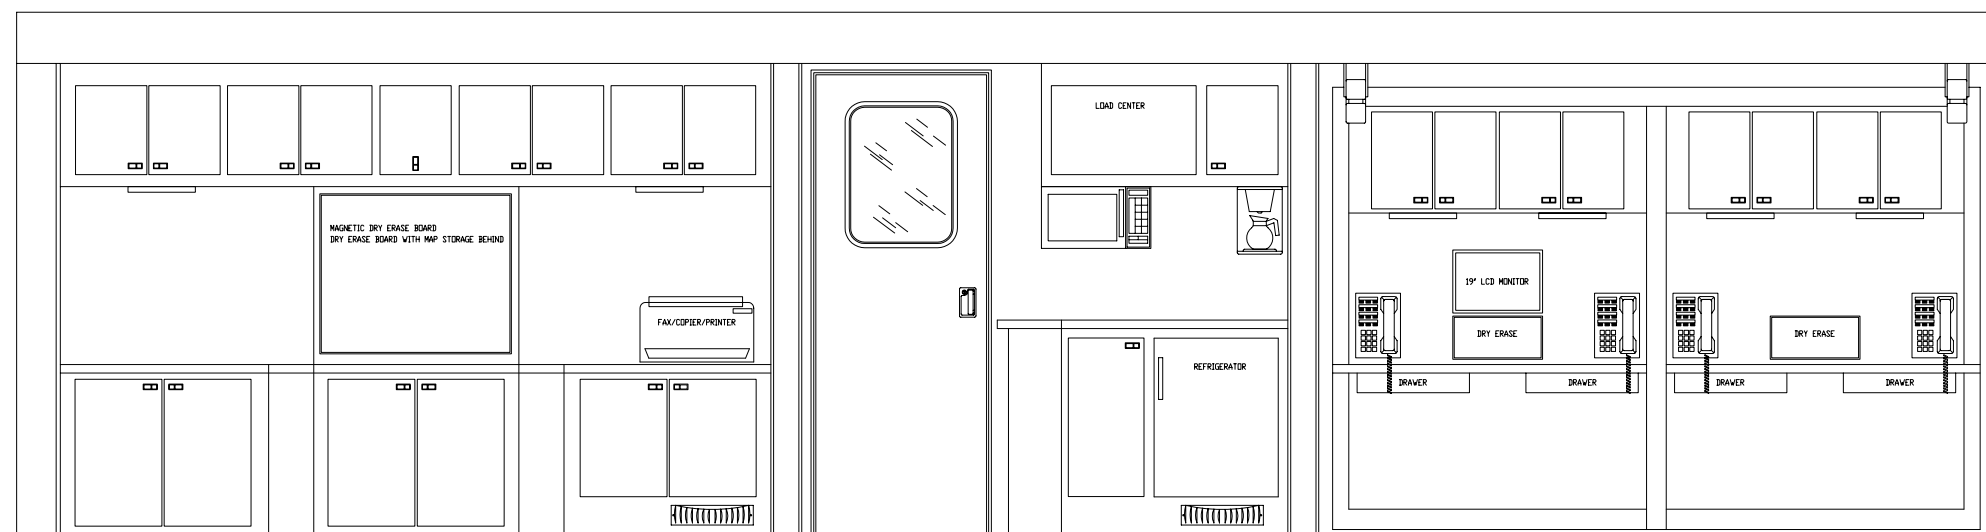 LOAD CENTER
MAGNETIC DRY ERASE BOARD
DRY ERASE BOARD WITH MAP STORAGE BEHIND
FAX/COPIER/PRINTER
REFRIGERATOR
19" LCD MONITOR
DRY ERASE
DRY ERASE
DRAWER
DRAWER
DRAWER
DRAWER